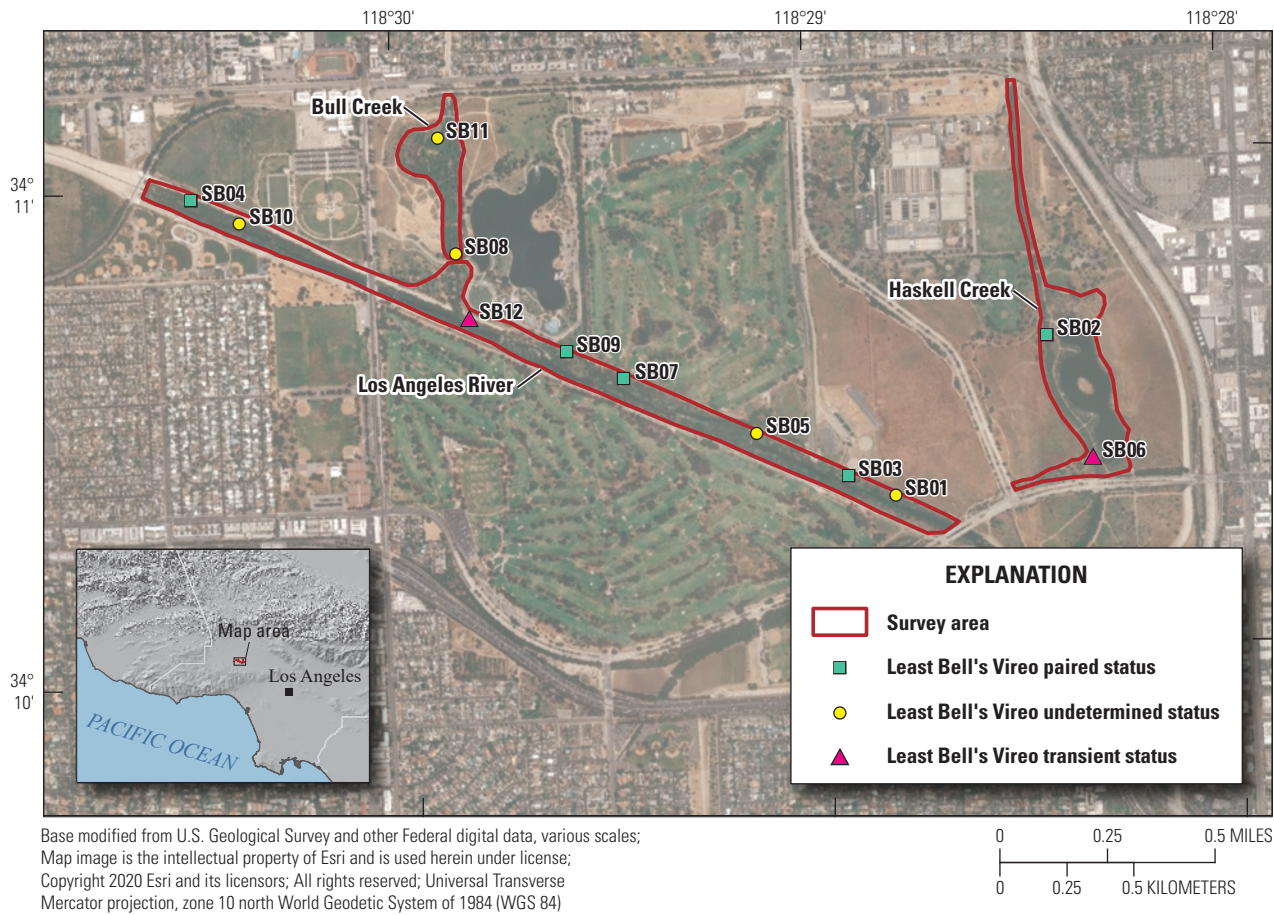 118°30'
118°29'
118°28'
Bull Creek
SB11
34°
11'
SB04
SB10
SB08
Haskell Creek
SB12
SB02
SB09
Los Angeles River
SB07
SB05
SB06
SB03
SB01
EXPLANATION
Survey area
Least Bell's Vireo paired status
Least Bell's Vireo undetermined status
Least Bell's Vireo transient status
Map area
Los Angeles
PACIFIC OCEAN
34°
10'
Base modified from U.S. Geological Survey and other Federal digital data, various scales;
Map image is the intellectual property of Esri and is used herein under license;
Copyright 2020 Esri and its licensors; All rights reserved; Universal Transverse
Mercator projection, zone 10 north World Geodetic System of 1984 (WGS 84)
0 0.25 0.5 MILES
0 0.25 0.5 KILOMETERS